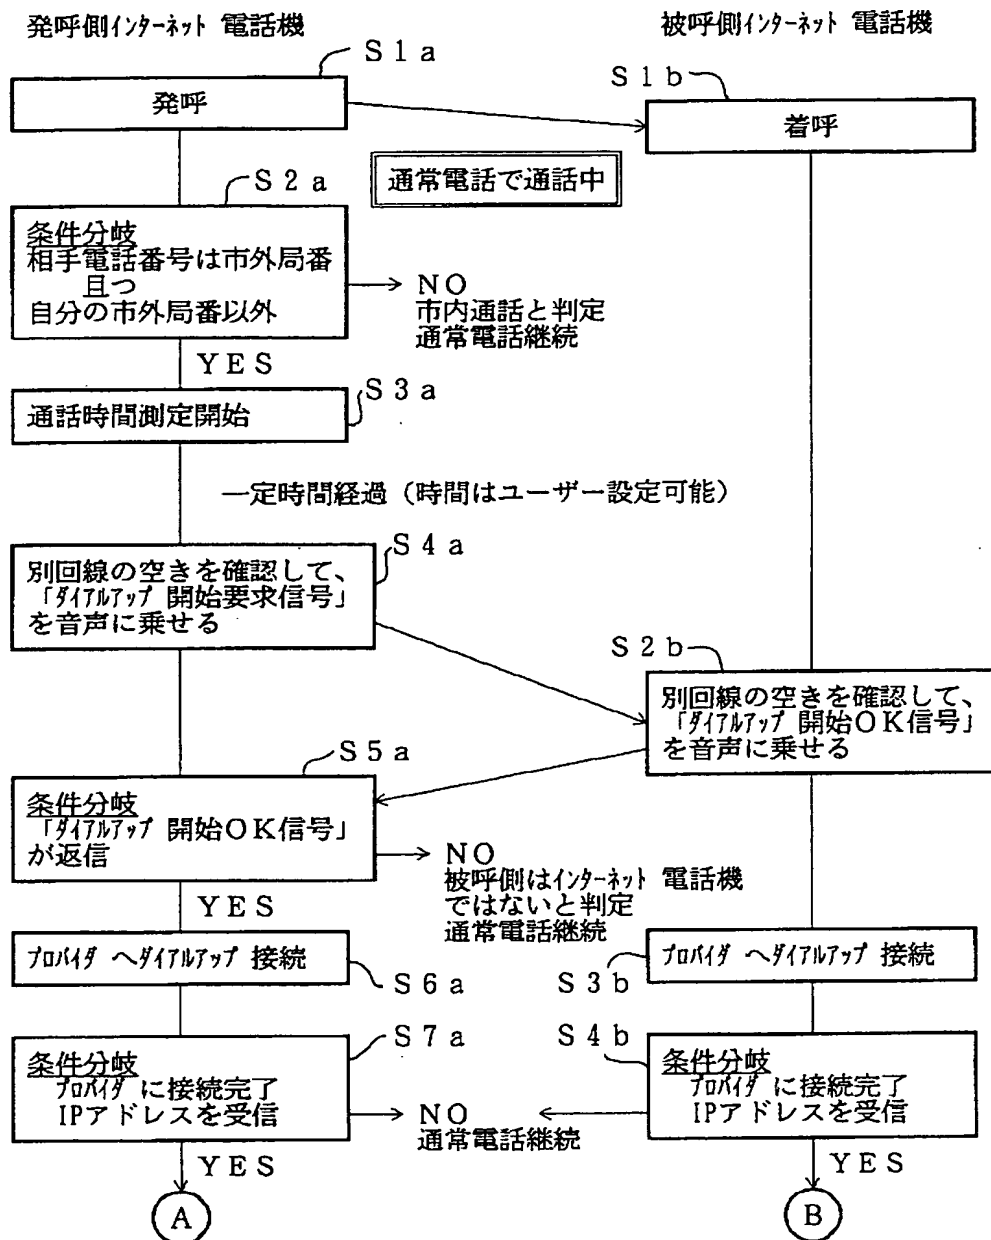 発呼側インターネット 電話機
被呼側インターネット 電話機
S1a
S1b
発呼
着呼
通常電話で通話中
S2a
条件分岐
相手電話番号は市外局番
且つ
自分の市外局番以外
NO
市内通話と判定
通常電話継続
YES
S3a
通話時間測定開始
一定時間経過(時間はユーザー設定可能)
S4a
別回線の空きを確認して、
「ダイアルアップ 開始要求信号」
を音声に乗せる
S2b
別回線の空きを確認して、
「ダイアルアップ 開始OK信号」
を音声に乗せる
S5a
条件分岐
「ダイアルアップ 開始OK信号」
が返信
NO
被呼側はインターネット 電話機
ではないと判定
通常電話継続
YES
プロバイダ へダイアルアップ 接続
S6a
プロバイダ へダイアルアップ 接続
S3b
S7a
条件分岐
プロバイダ に接続完了
IPアドレスを受信
NO
通常電話継続
S4b
条件分岐
プロバイダ に接続完了
IPアドレスを受信
YES
YES
A
B